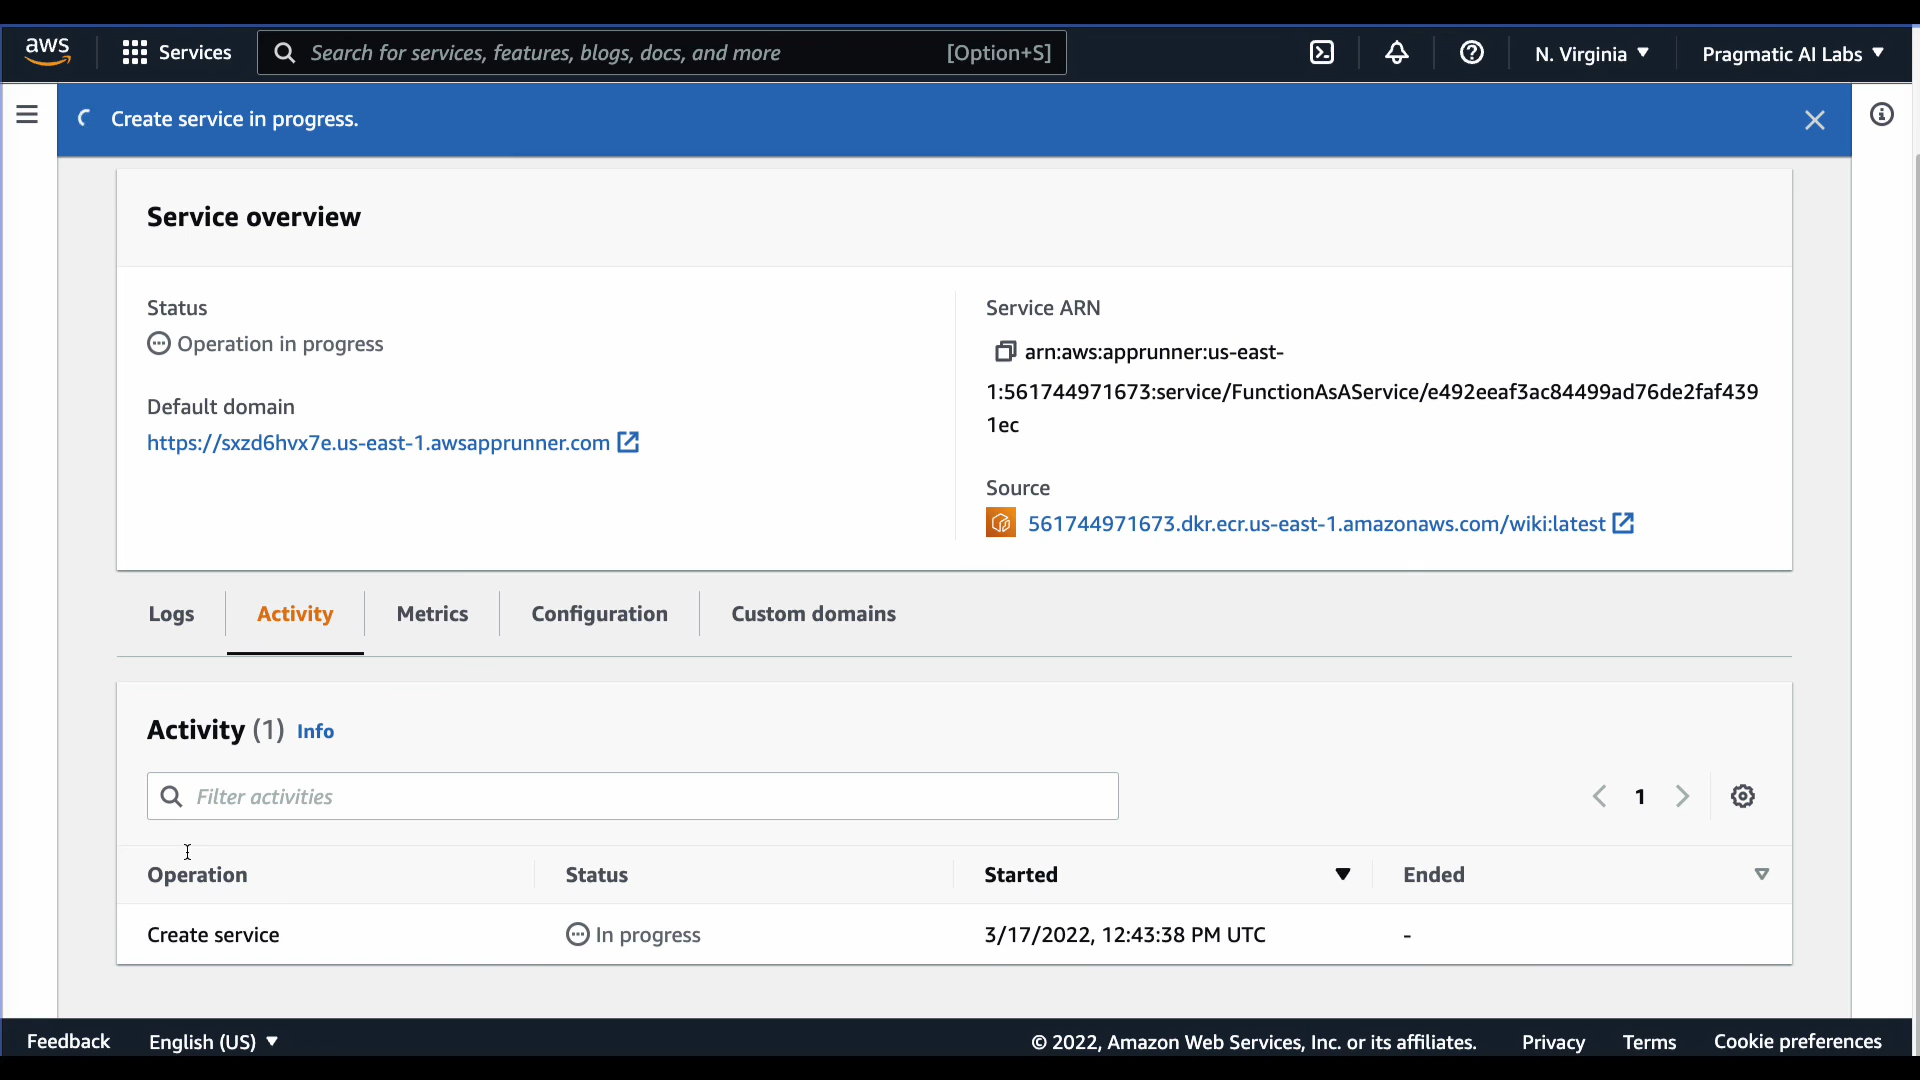 aws
Services
Search for services, features, blogs, docs, and more
[Option+S]
N. Virginia ▼
Pragmatic AI Labs ▼
Create service in progress.
Service overview
Status
Operation in progress
Default domain
https://sxzd6hvx7e.us-east-1.awsapprunner.com
Service ARN
arn:aws:apprunner:us-east-
1:561744971673:service/FunctionAsAService/e492eeaf3ac84499ad76de2faf439
1ec
Source
561744971673.dkr.ecr.us-east-1.amazonaws.com/wiki:latest
Logs
Activity
Metrics
Configuration
Custom domains
Activity (1) Info
Filter activities
1
Operation
Status
Started
Ended
Create service
In progress
3/17/2022, 12:43:38 PM UTC
-
Feedback
English (US) ▼
© 2022, Amazon Web Services, Inc. or its affiliates.
Privacy
Terms
Cookie preferences